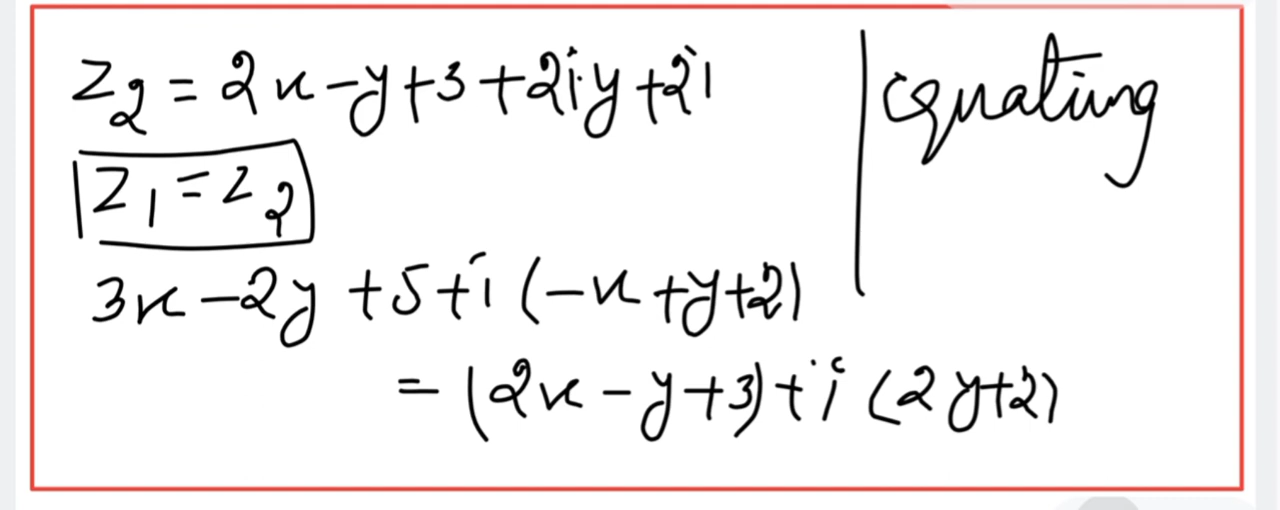 z₂ = 2x - y + 3 + 2iy + 2i
equating
z₁ = z₂
3x - 2y + 5 + i (-x + y + 2)
= (2x - y + 3) + i (2y + 2)